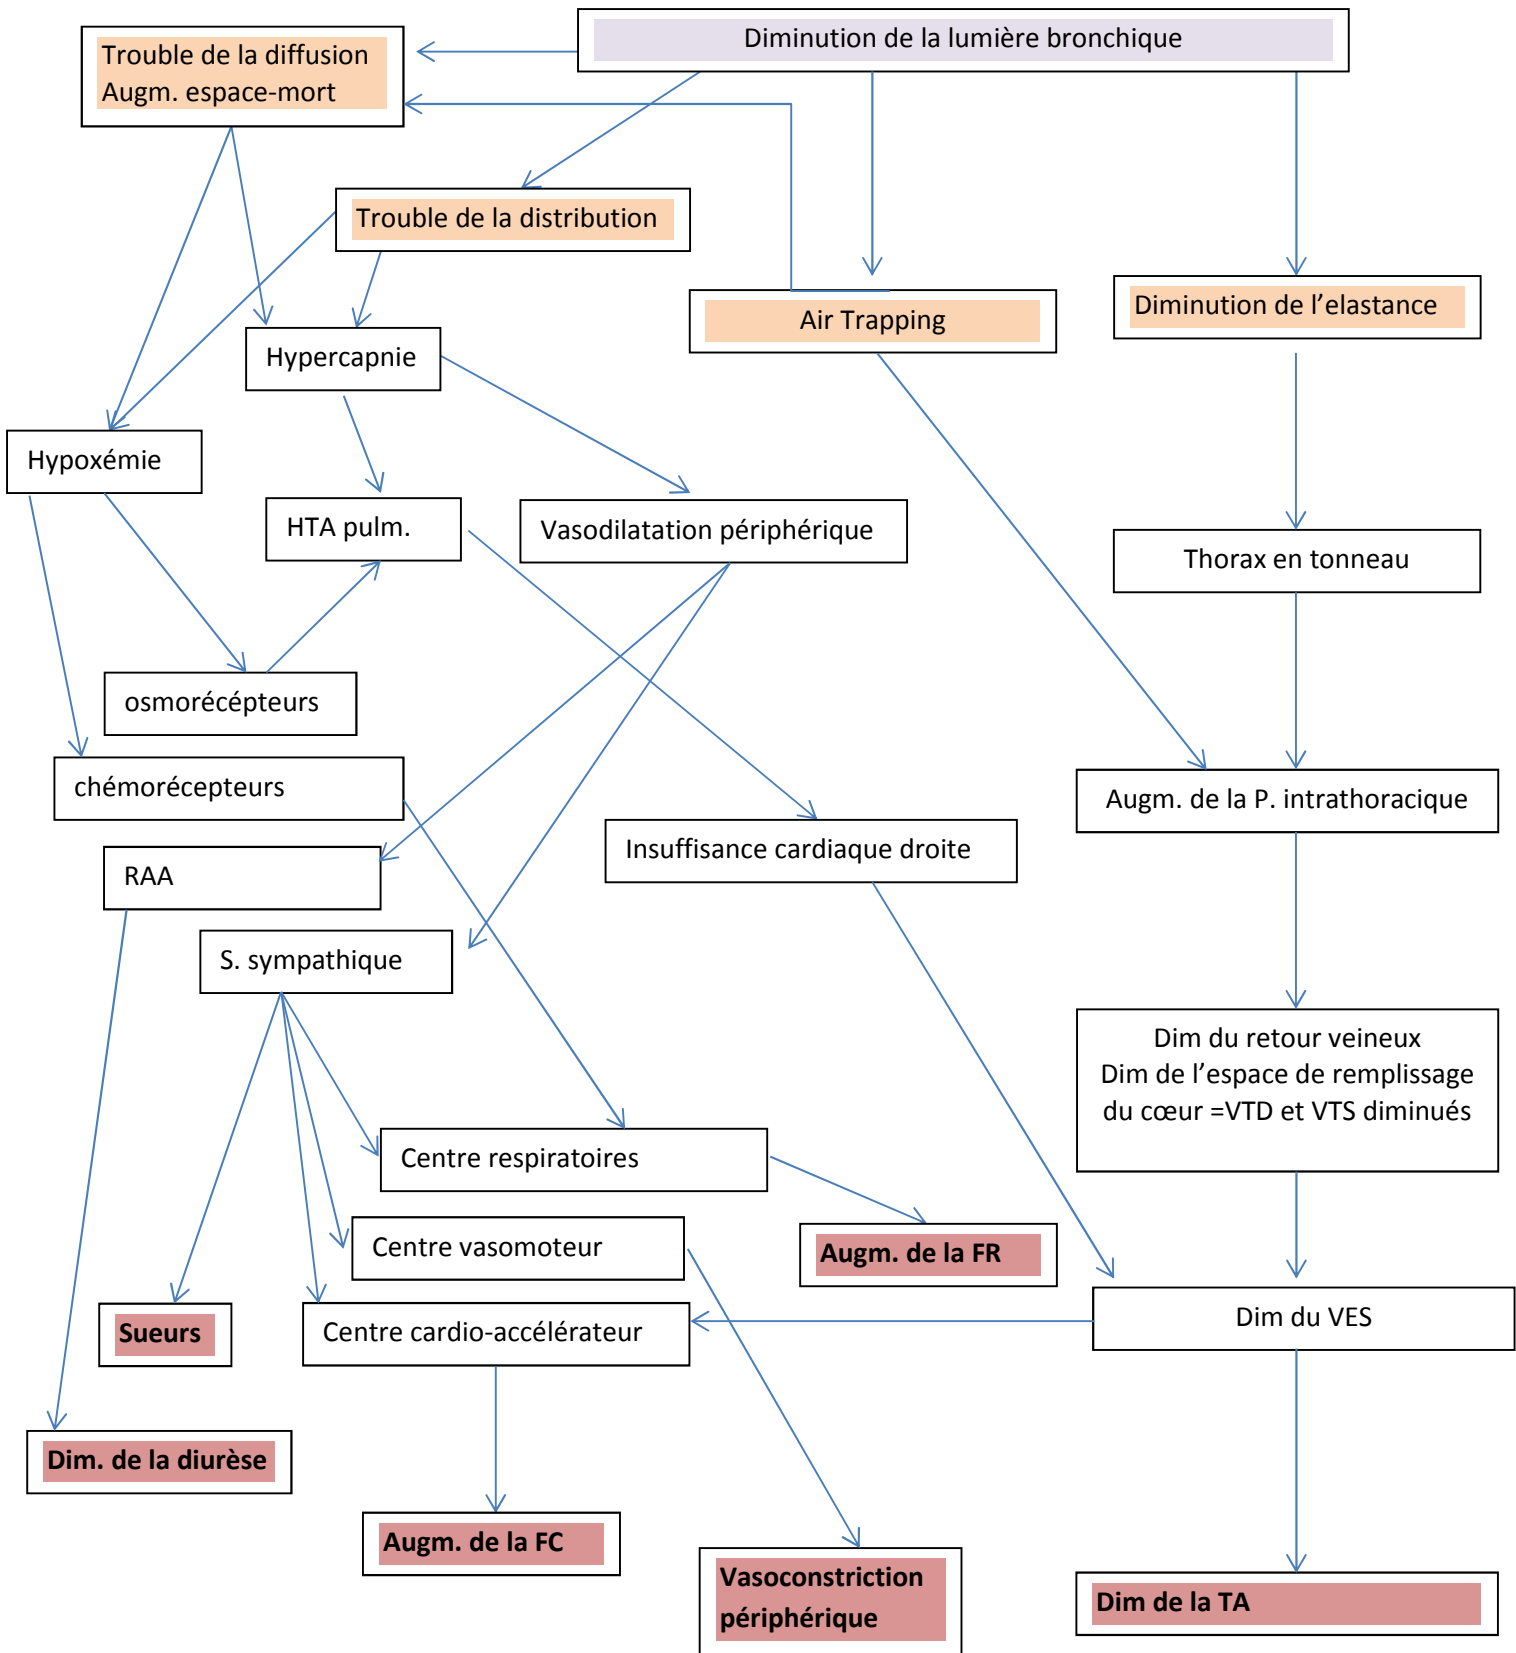 Diminution de la lumière bronchique
Trouble de la diffusion
Augm. espace-mort
Trouble de la distribution
Air Trapping
Diminution de l’elastance
Hypercapnie
Hypoxémie
HTA pulm.
Vasodilatation périphérique
Thorax en tonneau
osmorécépteurs
chémorécepteurs
Augm. de la P. intrathoracique
Insuffisance cardiaque droite
RAA
S. sympathique
Dim du retour veineux
Dim de l’espace de remplissage
du cœur =VTD et VTS diminués
Centre respiratoires
Centre vasomoteur
Augm. de la FR
Sueurs
Centre cardio-accélérateur
Dim du VES
Dim. de la diurèse
Augm. de la FC
Vasoconstriction
périphérique
Dim de la TA